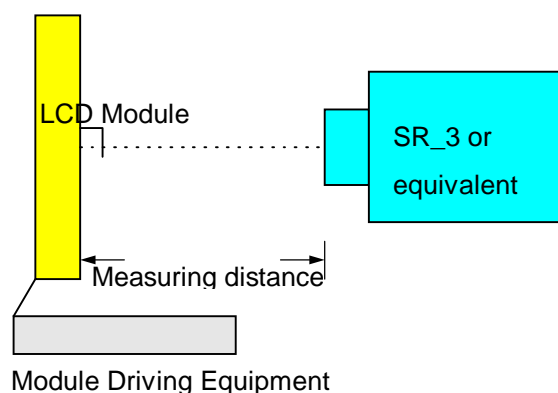 LCD Module
SR_3 or
equivalent
Measuring distance
Module Driving Equipment